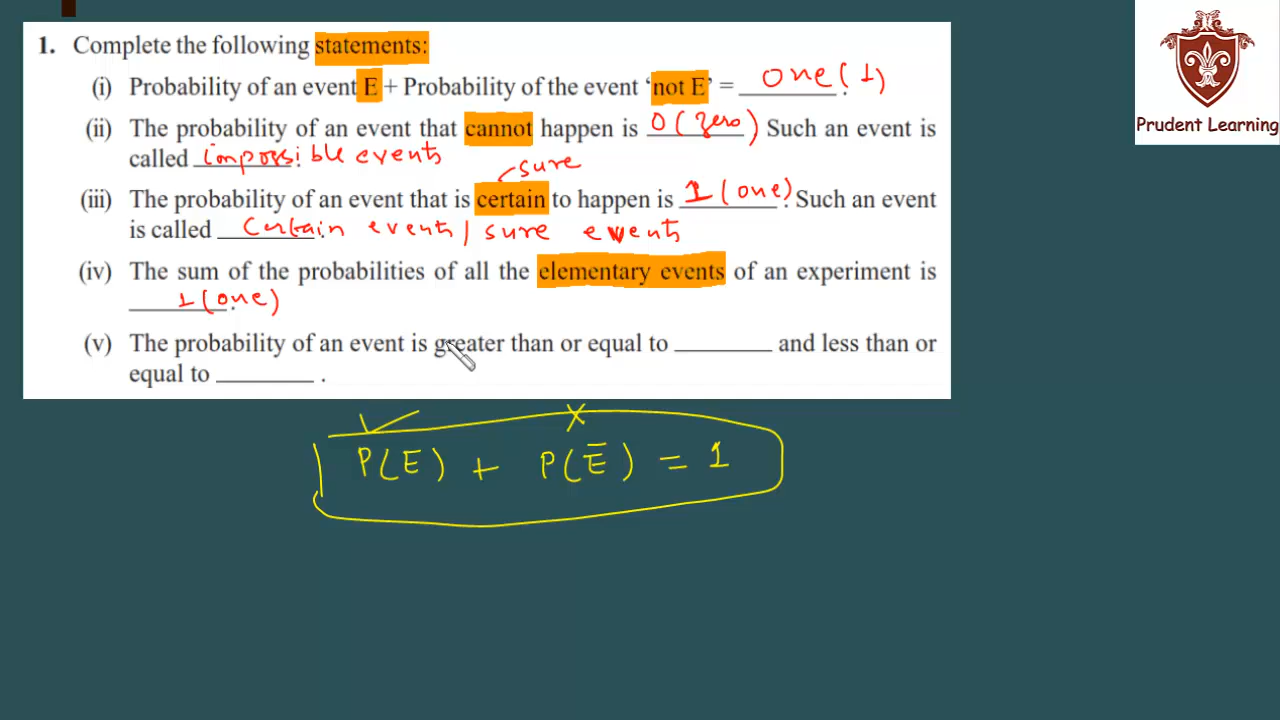 1. Complete the following statements:
(i) Probability of an event E + Probability of the event 'not E' = one (1) .
(ii) The probability of an event that cannot happen is 0 (zero) Such an event is
called impossible events .
sure
(iii) The probability of an event that is certain to happen is 1 (one) . Such an event
is called certain events / sure events .
(iv) The sum of the probabilities of all the elementary events of an experiment is
1 (one) .
(v) The probability of an event is greater than or equal to ________ and less than or
equal to ________ .
P(E) + P(E̅) = 1
Prudent Learning